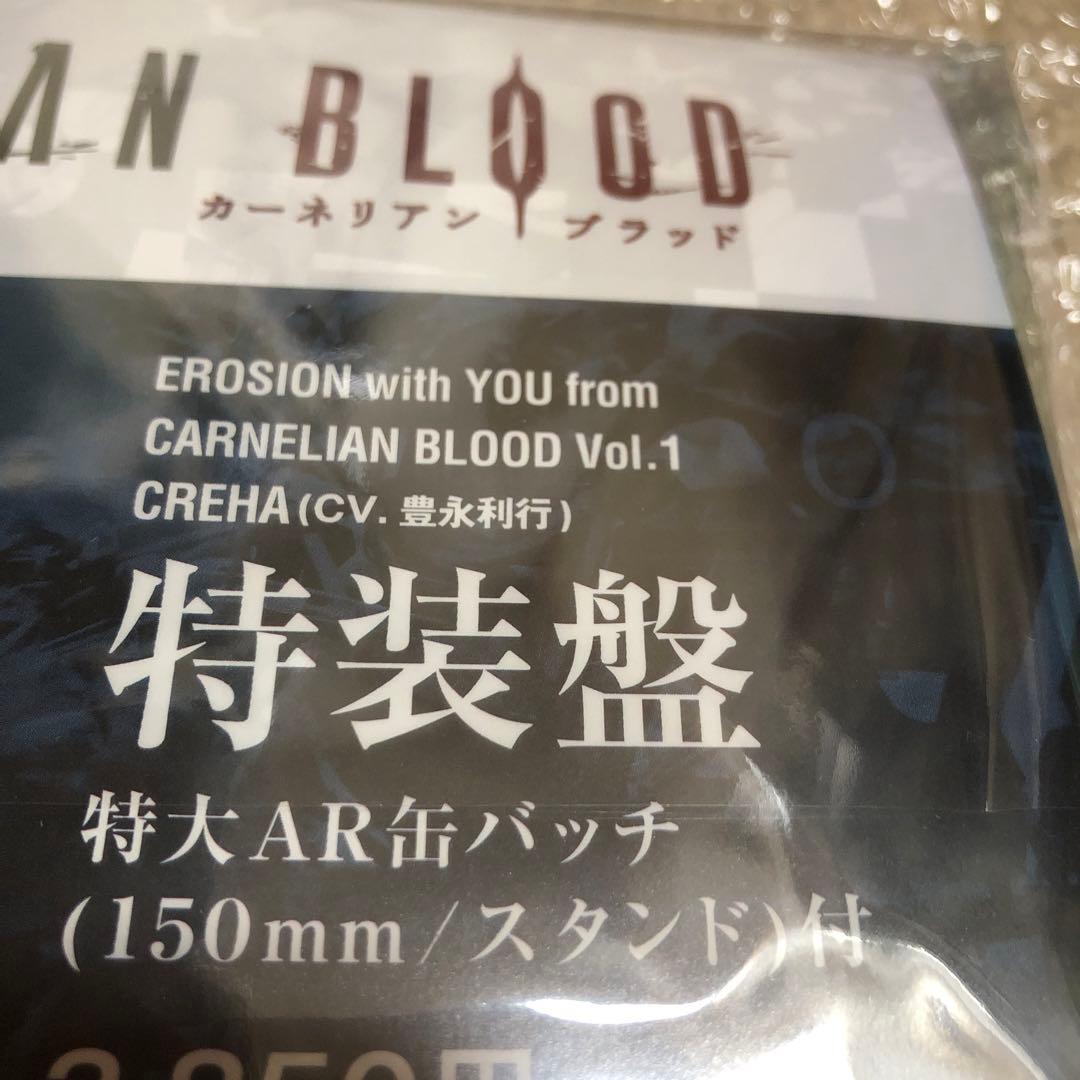 AN BLOOD
カーネリアン ブラッド
EROSION with YOU from
CARNELIAN BLOOD Vol.1
CREHA(CV. 豊永利行)
特装盤
特大AR缶バッチ
(150mm/スタンド)付